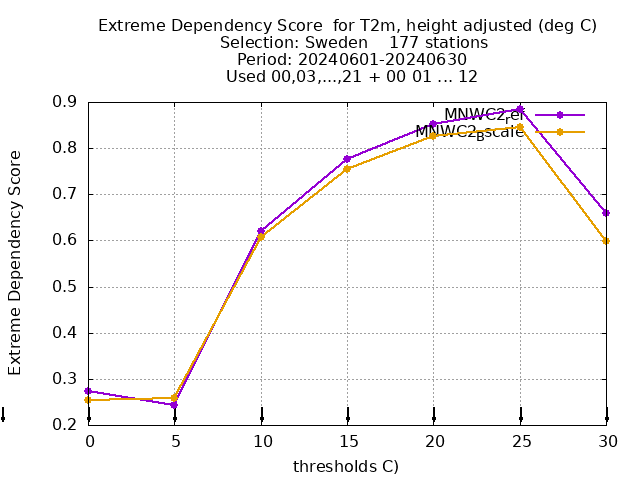 Extreme Dependency Score  for T2m, height adjusted (deg C)
Selection: Sweden    177 stations
Period: 20240601-20240630
Used 00,03,...,21 + 00 01 ... 12
MNWC2ref
MNWC2Bscale
Extreme Dependency Score
0.9
0.8
0.7
0.6
0.5
0.4
0.3
0.2
0 5 10 15 20 25 30
thresholds C)